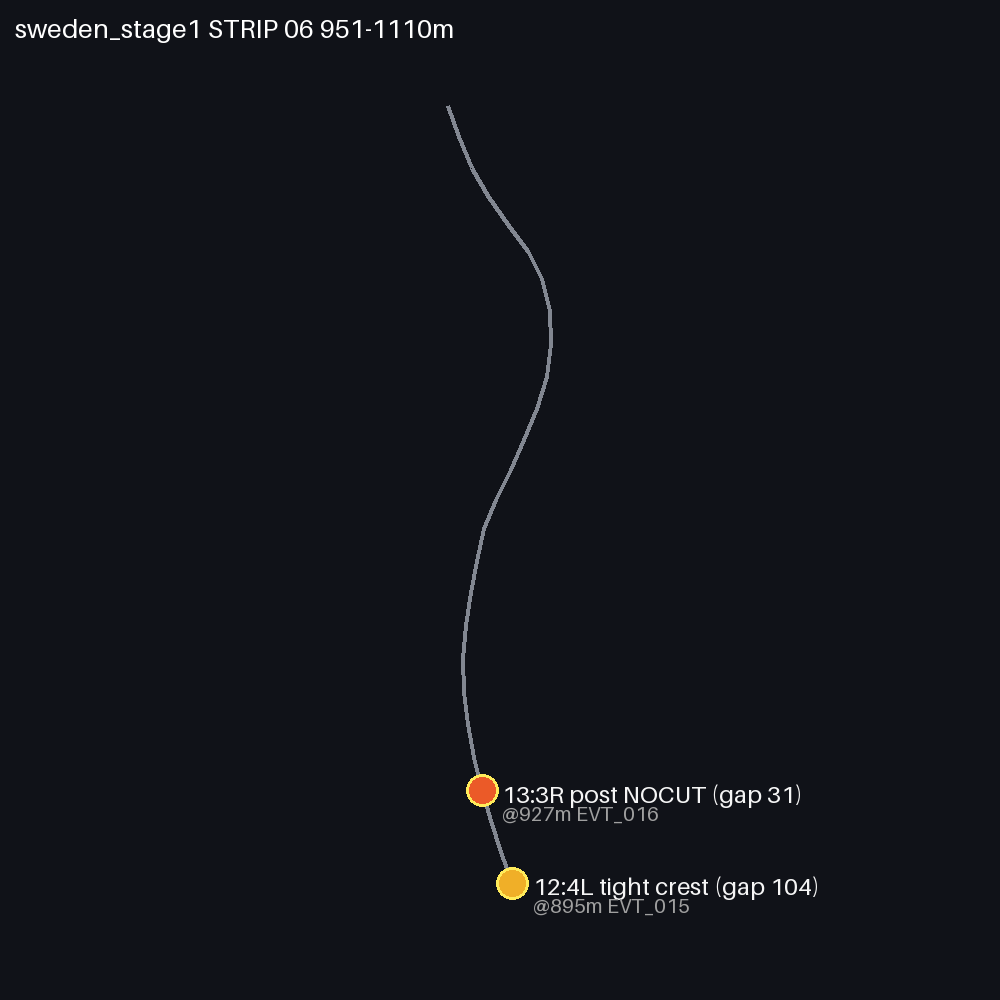 sweden_stage1 STRIP 06 951-1110m
13:3R post NOCUT (gap 31)
@927m EVT_016
12:4L tight crest (gap 104)
@895m EVT_015